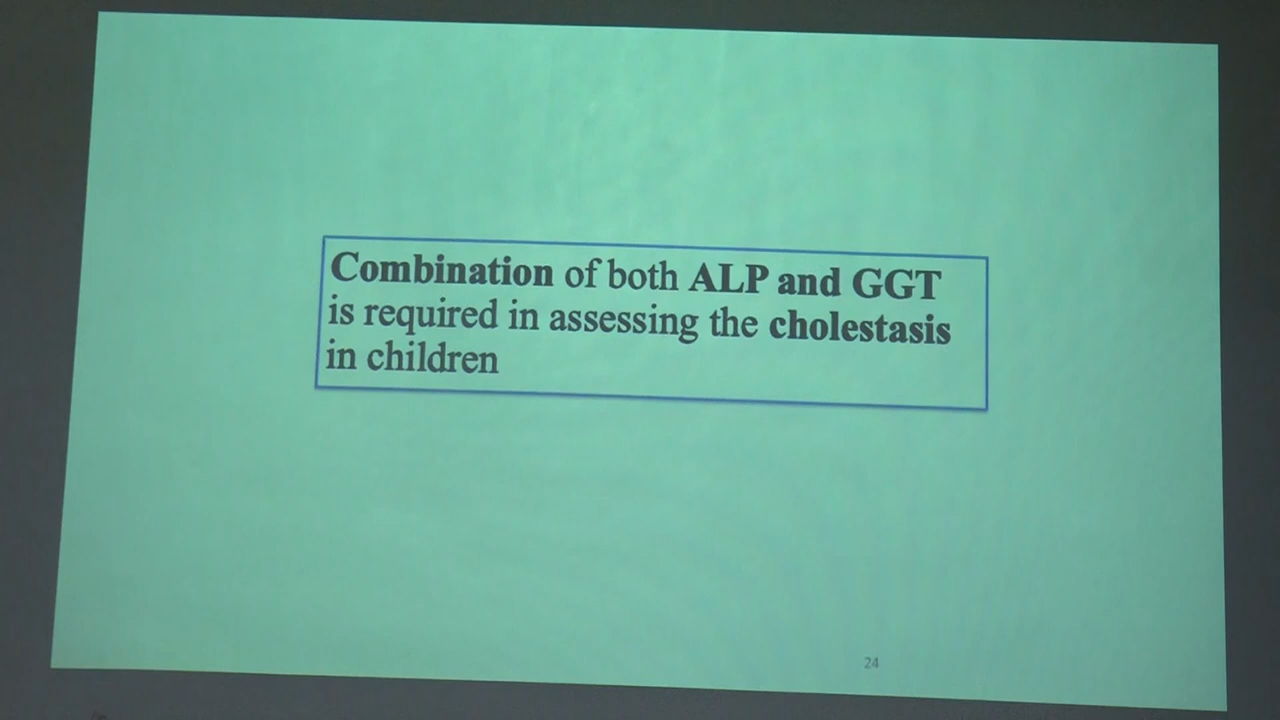 Combination of both ALP and GGT
is required in assessing the cholestasis
in children
24